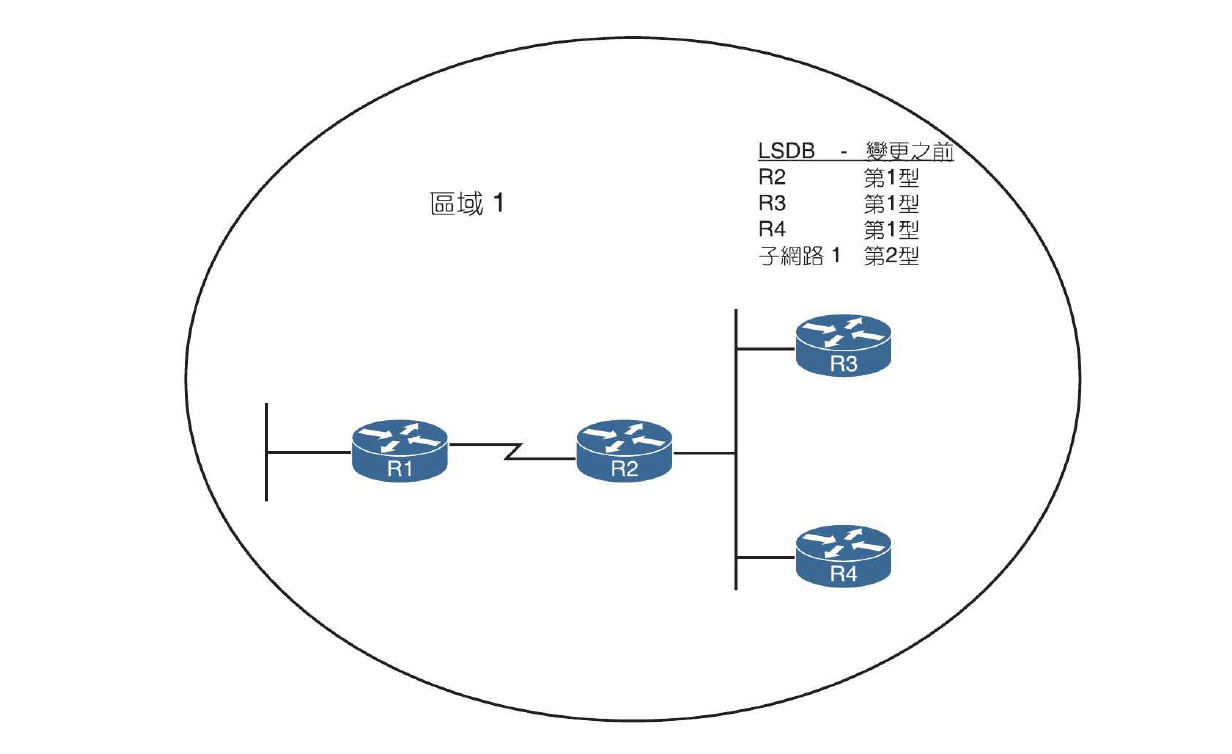 LSDB - 變更之前
R2 第1型
R3 第1型
R4 第1型
子網路 1 第2型
區域 1
R3
R1
R2
R4